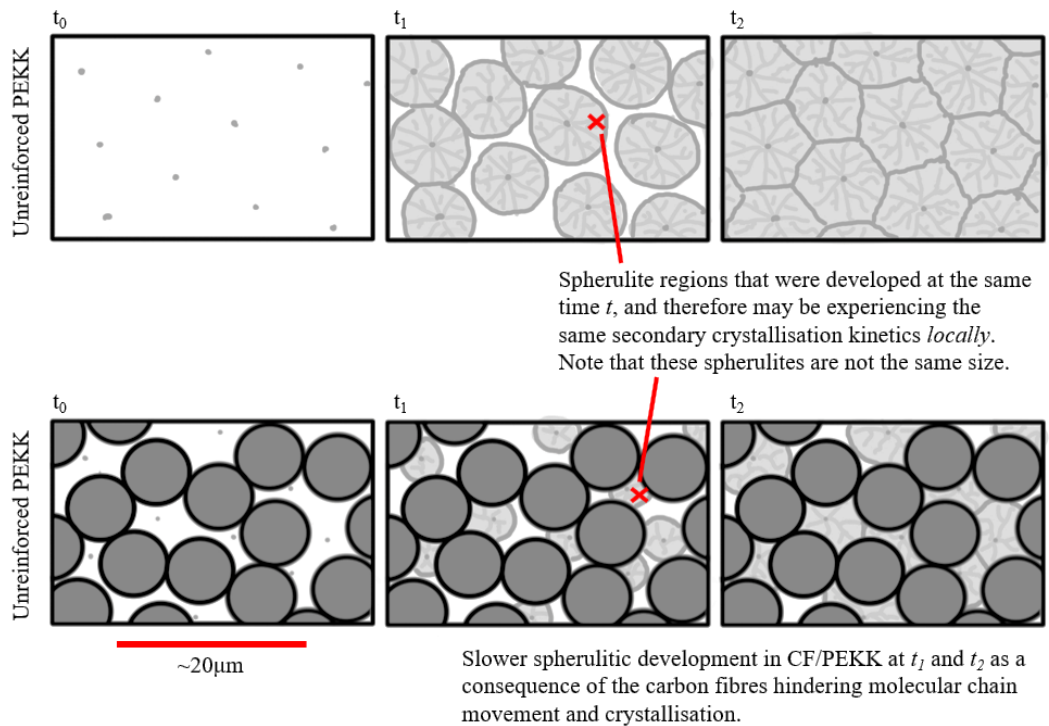 t0
t1
t2
Unreinforced PEKK
Spherulite regions that were developed at the same
time t, and therefore may be experiencing the
same secondary crystallisation kinetics locally.
Note that these spherulites are not the same size.
t0
t1
t2
Unreinforced PEKK
~20μm
Slower spherulitic development in CF/PEKK at t1 and t2 as a
consequence of the carbon fibres hindering molecular chain
movement and crystallisation.